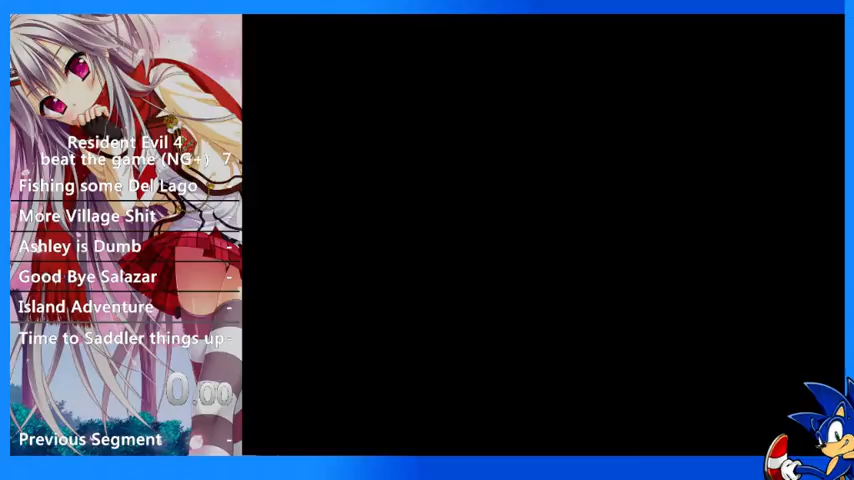 Resident Evil 4
beat the game (NG+) 7
Fishing some Del Lago
More Village Shit -
Ashley is Dumb -
Good Bye Salazar -
Island Adventure -
Time to Saddler things up -
0.00
Previous Segment -